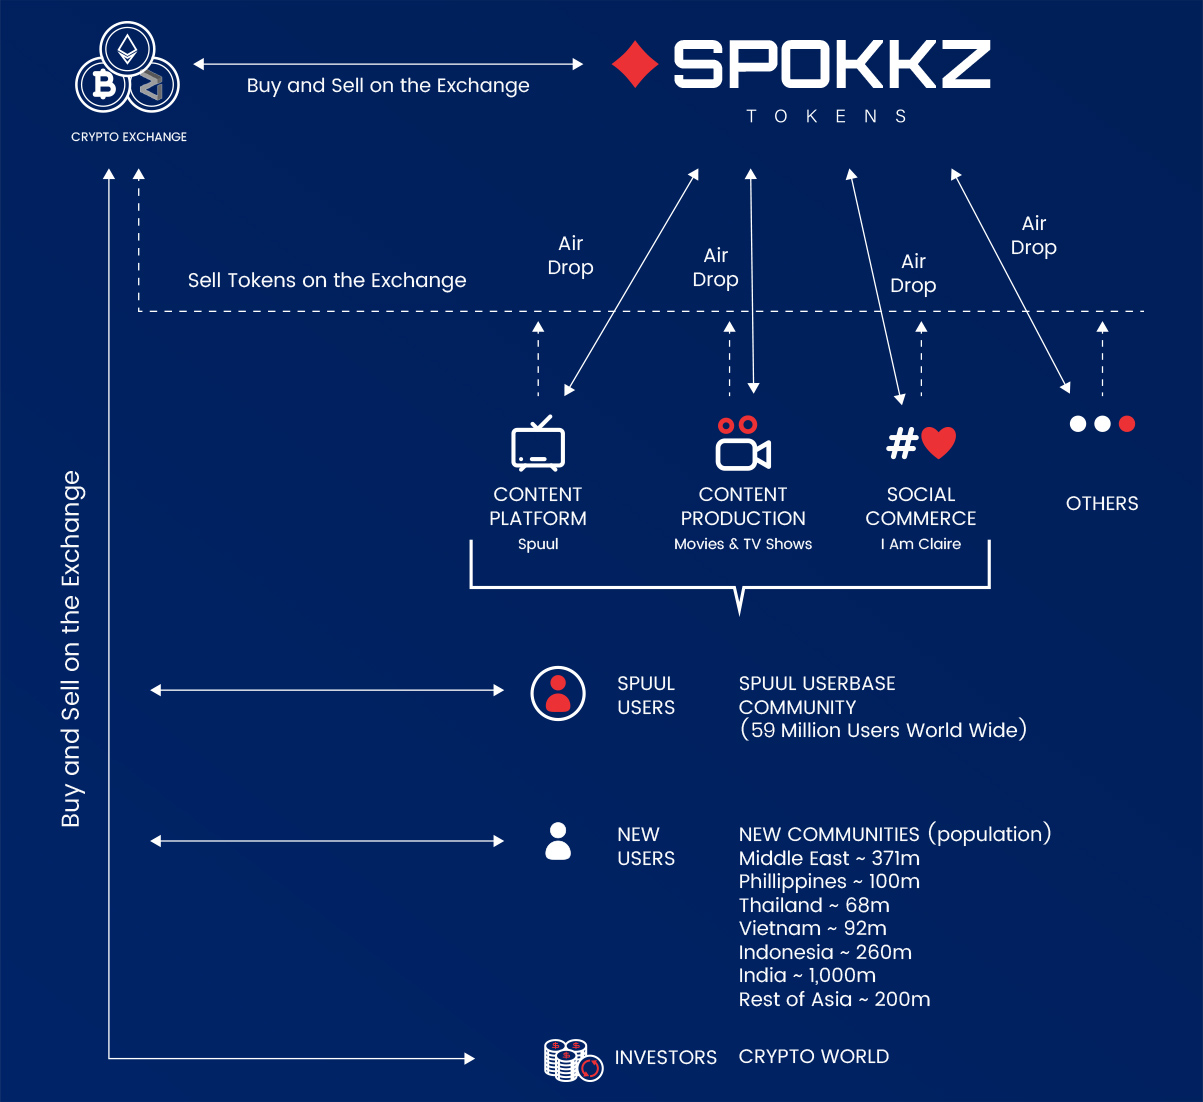 SPOKKZ
TOKENS
Buy and Sell on the Exchange
CRYPTO EXCHANGE
Air
Drop
Air
Drop
Air
Drop
Air
Drop
Sell Tokens on the Exchange
CONTENT
PLATFORM
Spuul
CONTENT
PRODUCTION
Movies & TV Shows
SOCIAL
COMMERCE
I Am Claire
OTHERS
#
Buy and Sell on the Exchange
SPUUL
USERS
SPUUL USERBASE
COMMUNITY
(59 Million Users World Wide)
NEW
USERS
NEW COMMUNITIES (population)
Middle East ~ 371m
Phillippines ~ 100m
Thailand ~ 68m
Vietnam ~ 92m
Indonesia ~ 260m
India ~ 1,000m
Rest of Asia ~ 200m
INVESTORS
CRYPTO WORLD